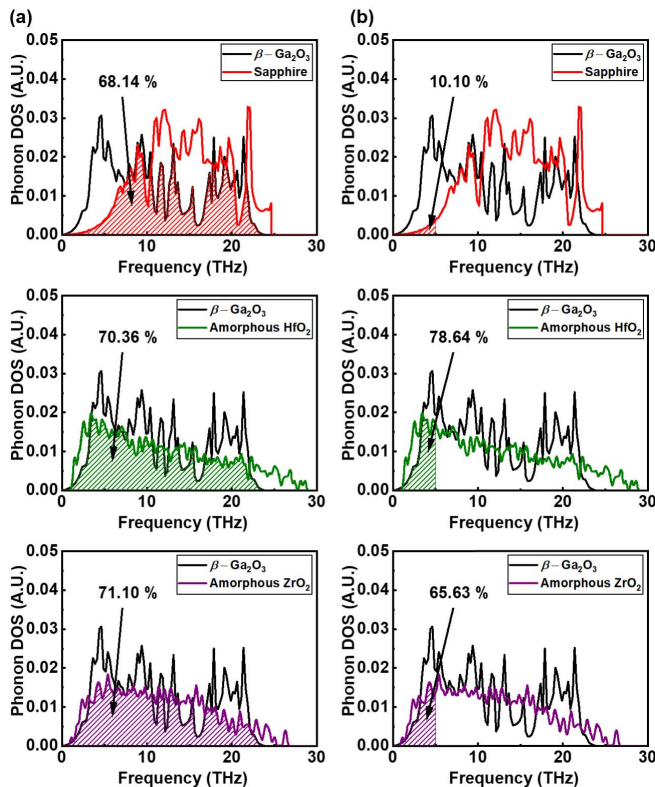 (a)
Phonon DOS (A.U.)
0.05
0.04
0.03
0.02
0.01
0.00
β— Ga₂O₃
Sapphire
68.14 %
0 10 20 30
Frequency (THz)
(b)
Phonon DOS (A.U.)
0.05
0.04
0.03
0.02
0.01
0.00
β— Ga₂O₃
Sapphire
10.10 %
0 10 20 30
Frequency (THz)
Phonon DOS (A.U.)
0.05
0.04
0.03
0.02
0.01
0.00
β— Ga₂O₃
Amorphous HfO₂
70.36 %
0 10 20 30
Frequency (THz)
Phonon DOS (A.U.)
0.05
0.04
0.03
0.02
0.01
0.00
β— Ga₂O₃
Amorphous HfO₂
78.64 %
0 10 20 30
Frequency (THz)
Phonon DOS (A.U.)
0.05
0.04
0.03
0.02
0.01
0.00
β— Ga₂O₃
Amorphous ZrO₂
71.10 %
0 10 20 30
Frequency (THz)
Phonon DOS (A.U.)
0.05
0.04
0.03
0.02
0.01
0.00
β— Ga₂O₃
Amorphous ZrO₂
65.63 %
0 10 20 30
Frequency (THz)